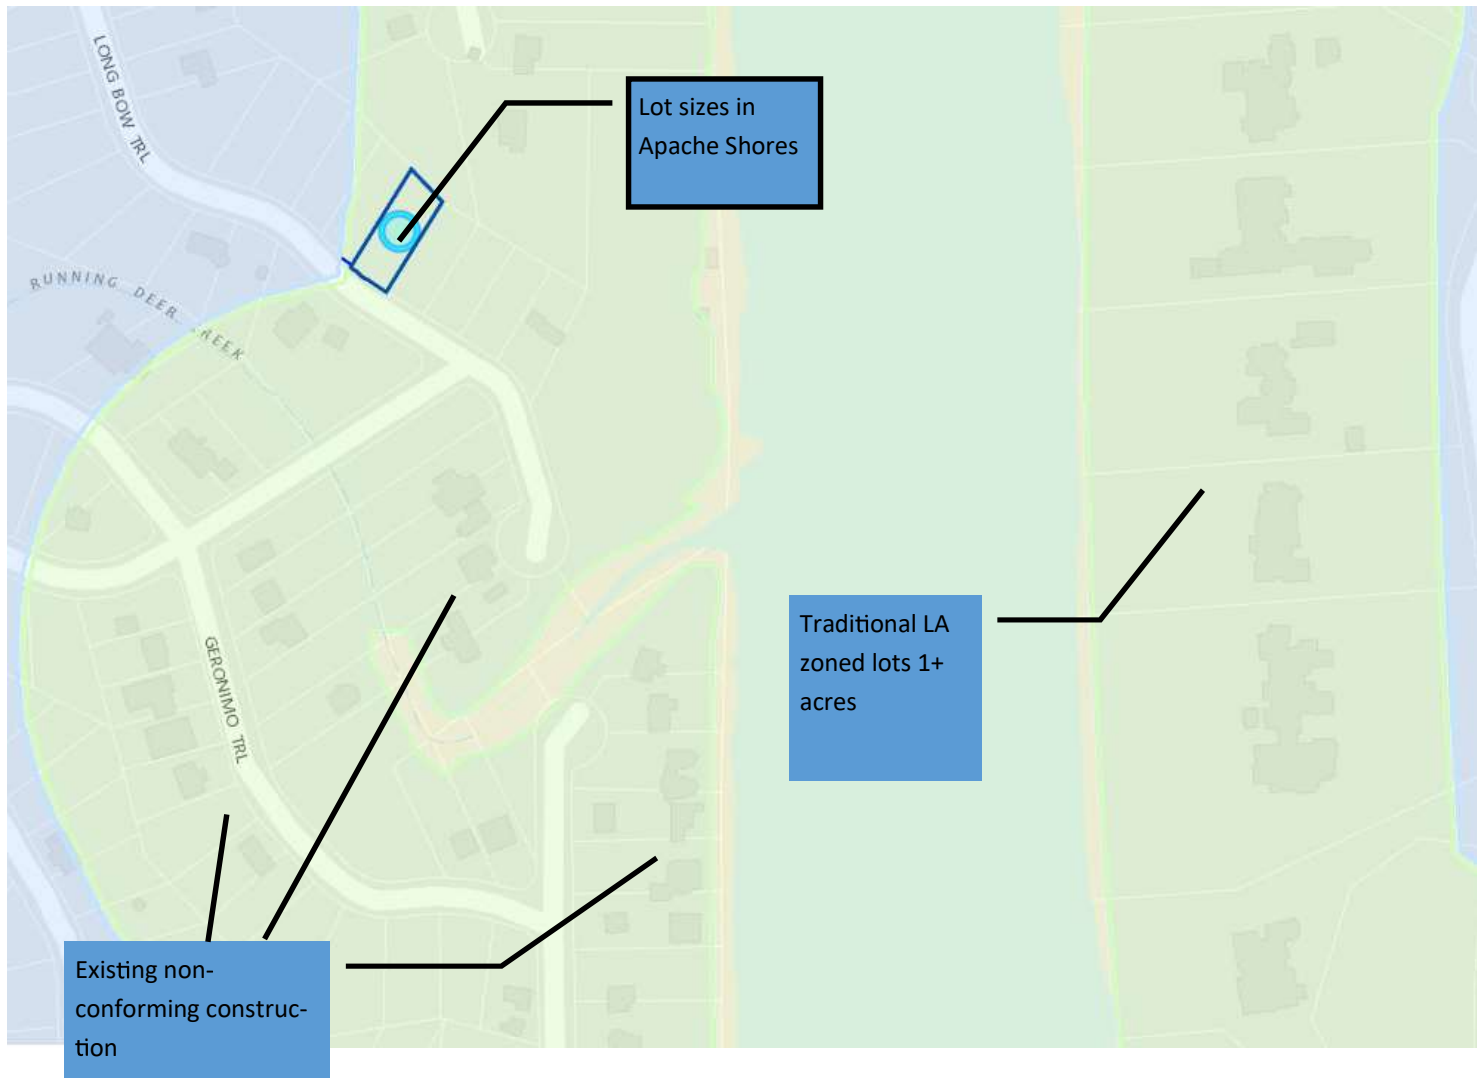 LONG BOW TRL
Lot sizes in
Apache Shores
RUNNING DEER CREEK
Traditional LA
zoned lots 1+
acres
GERONIMO TRL
Existing non-
conforming construc-
tion